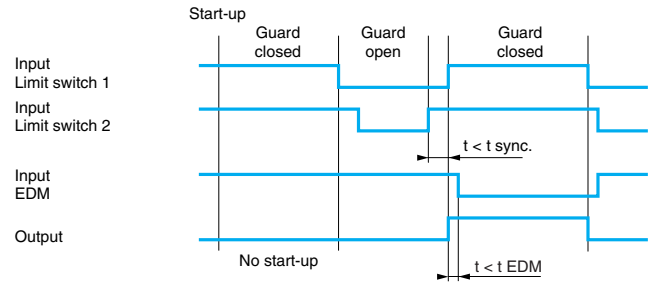 Start-up
Guard
closed
Guard
open
Guard
closed
Input
Limit switch 1
Input
Limit switch 2
t < t sync.
Input
EDM
Output
No start-up
t < t EDM